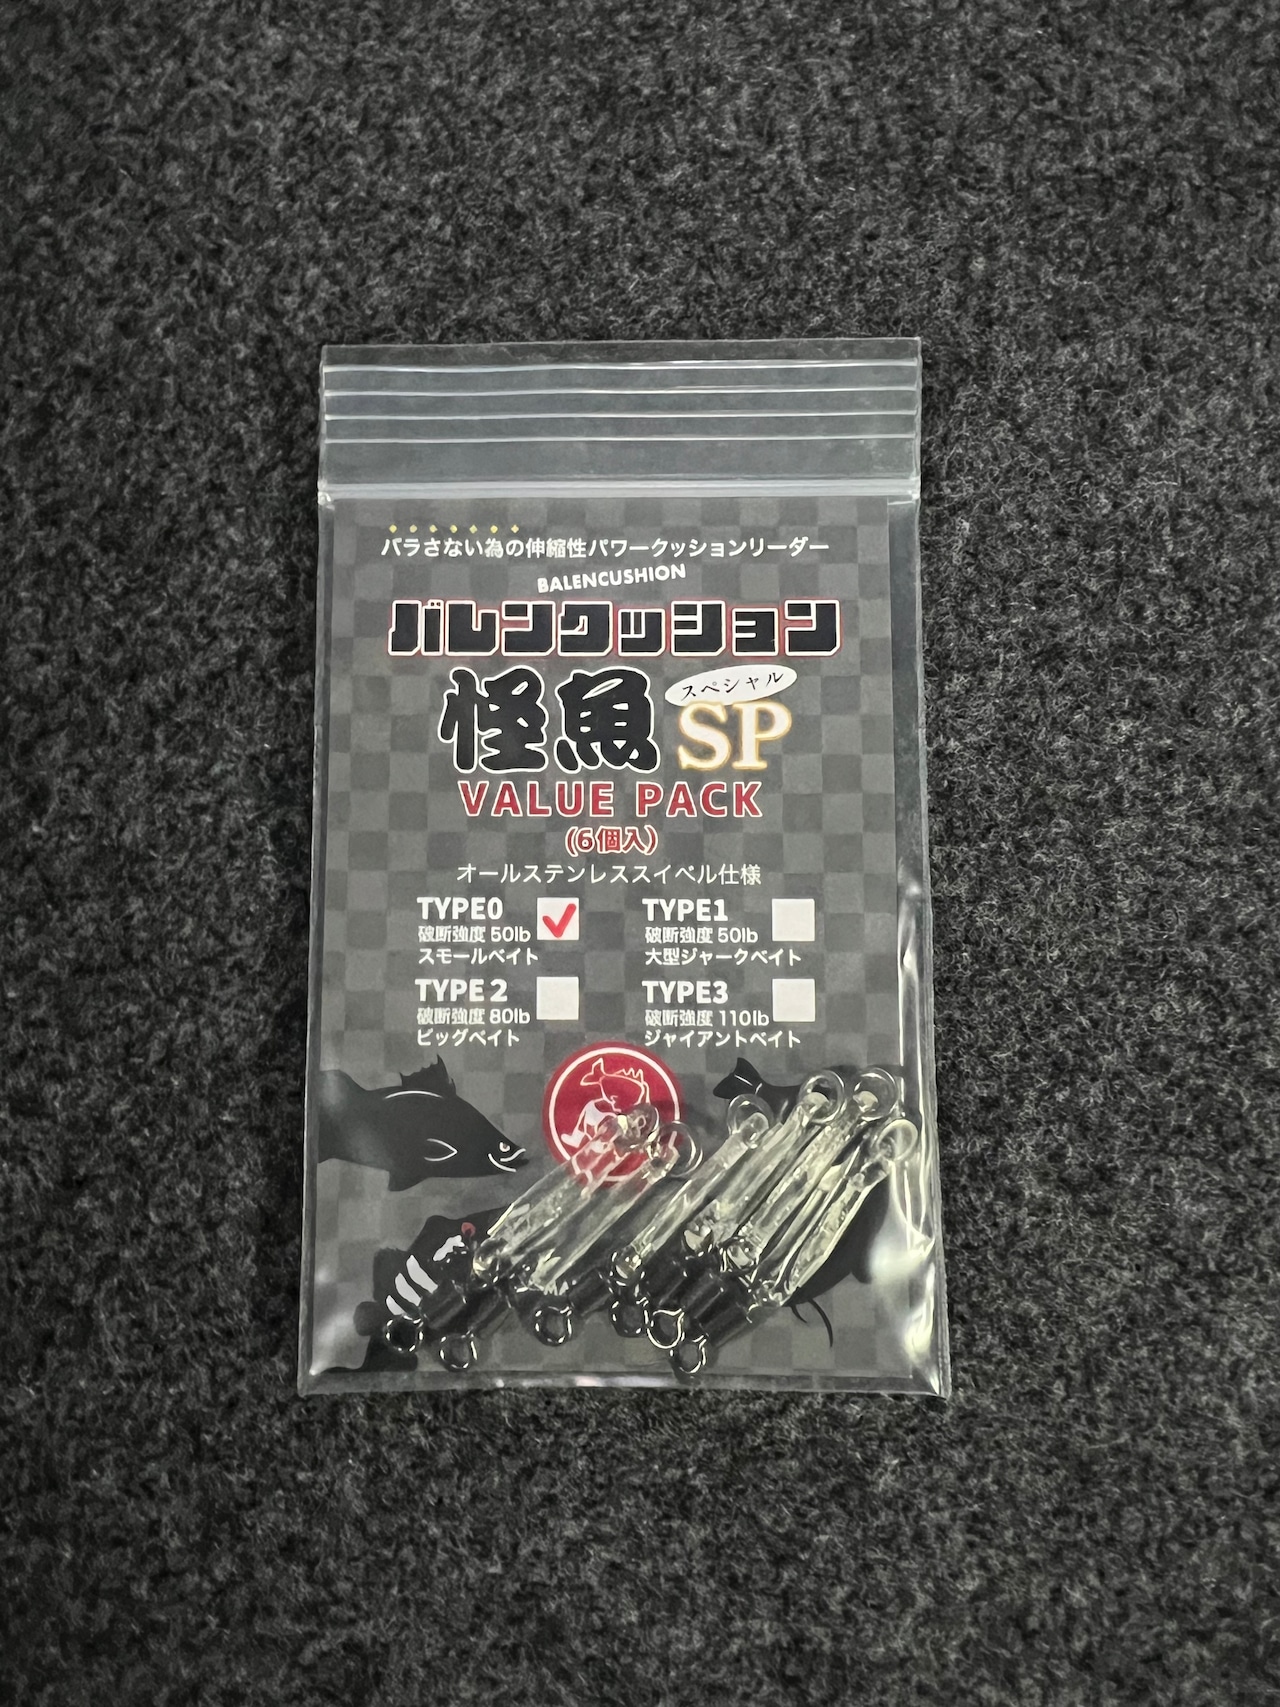 バラさない為の伸縮性パワークッションリーダー
BALENCUSHION
バレンクッション
怪魚 スペシャル SP
VALUE PACK
(6個入)
オールステンレススイベル仕様
TYPE0
破断強度 50lb
スモールベイト
TYPE1
破断強度 50lb
大型ジャークベイト
TYPE2
破断強度 80lb
ビッグベイト
TYPE3
破断強度 110lb
ジャイアントベイト